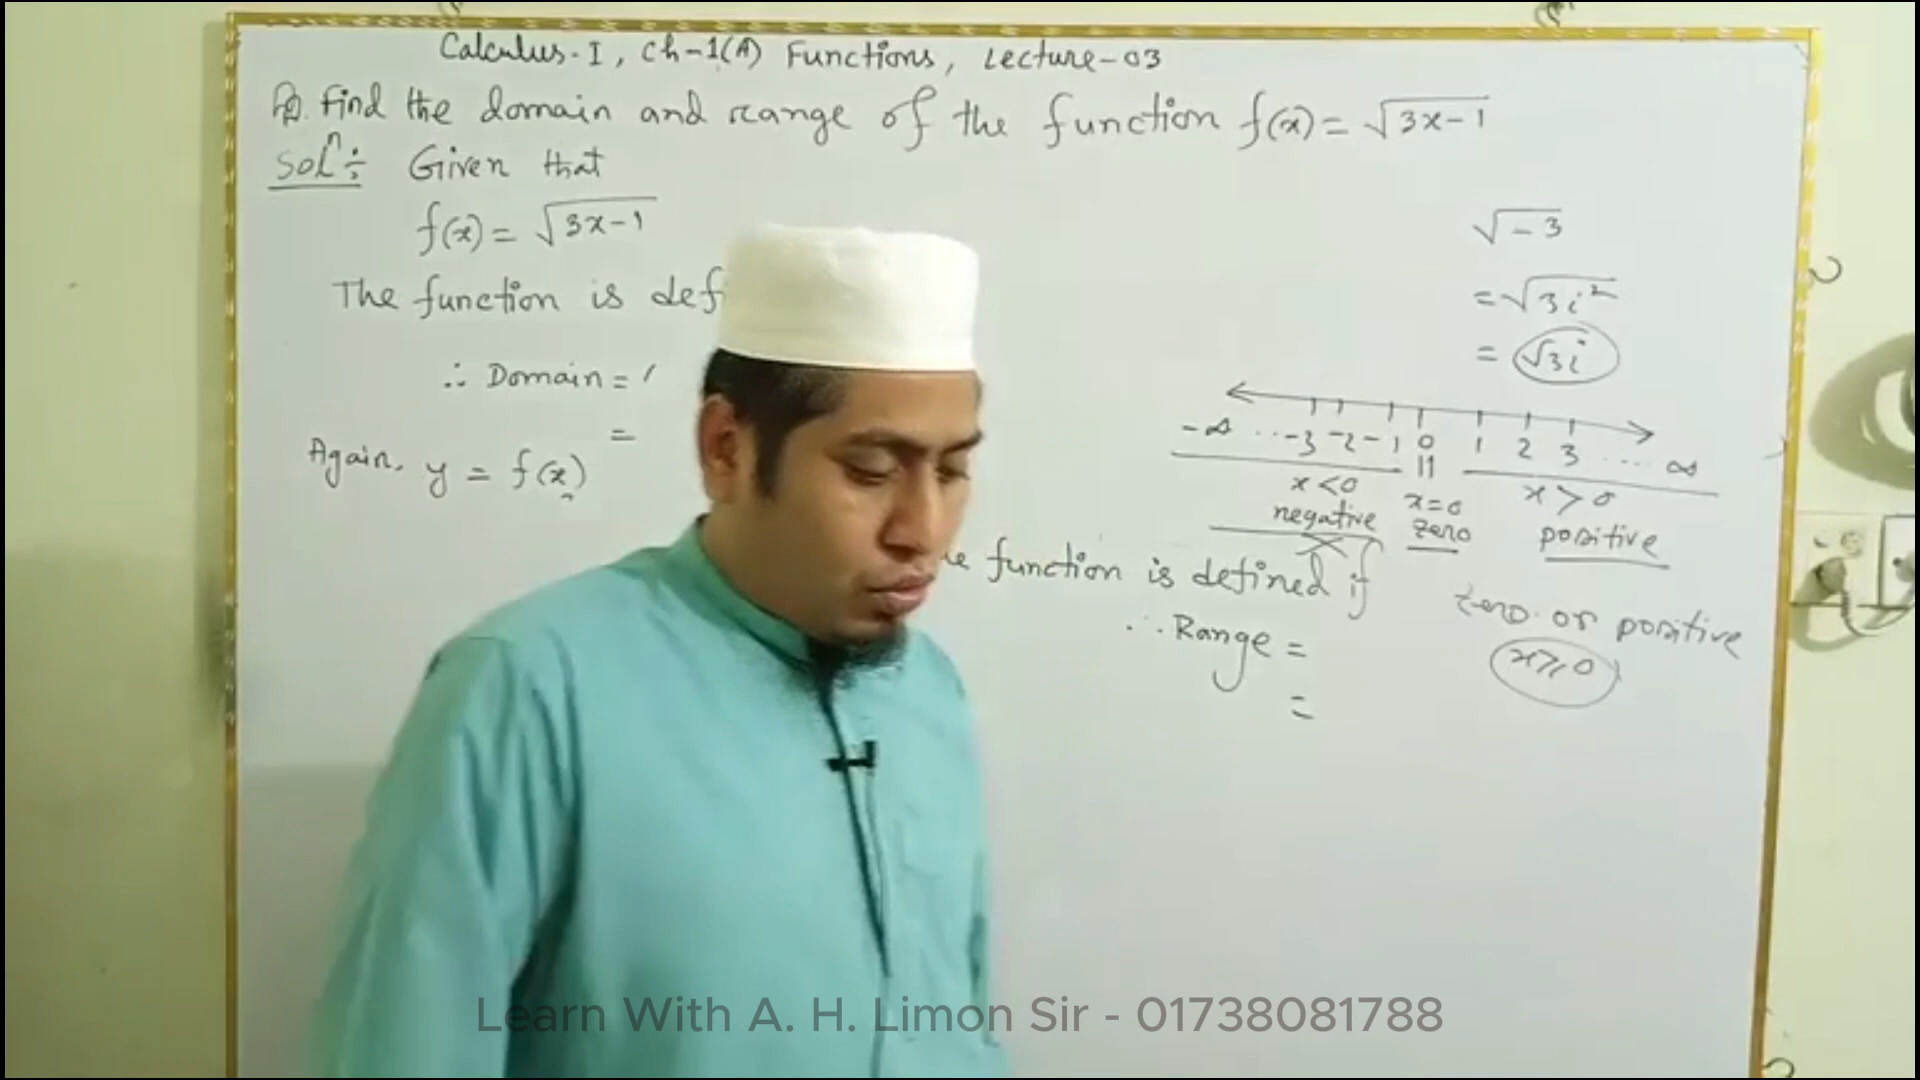 Calculus-I, Ch-1(A) Functions, Lecture-03
Find the domain and range of the function f(x) = √3x-1
Solⁿ: Given that
f(x) = √3x-1
The function is def
∴ Domain =
=
Again, y = f(x)
function is defined if
∴ Range =
=
√-3
= √3i²
= √3i
-∞ ...-3 -2 -1 0 1 2 3 .... ∞
x<0
negative
x=0
zero
x>0
positive
zero or positive
x≥0
Learn With A. H. Limon Sir - 01738081788